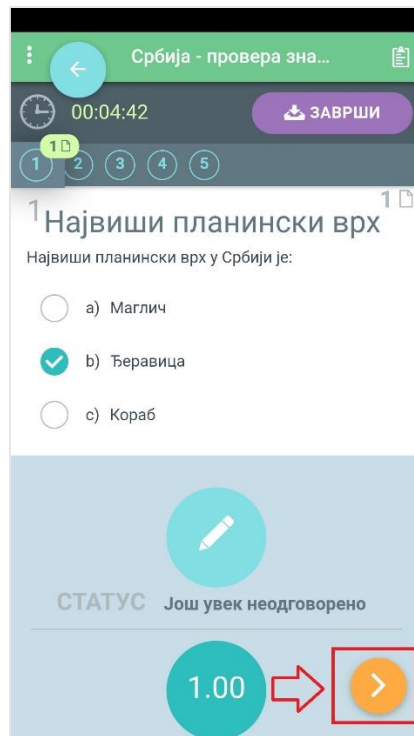 Србија - провера зна...
00:04:42
ЗАВРШИ
1
1 2 3 4 5
1 Највиши планински врх 1
Највиши планински врх у Србији је:
a) Маглич
b) Ђеравица
c) Кораб
СТАТУС Још увек неодговорено
1.00